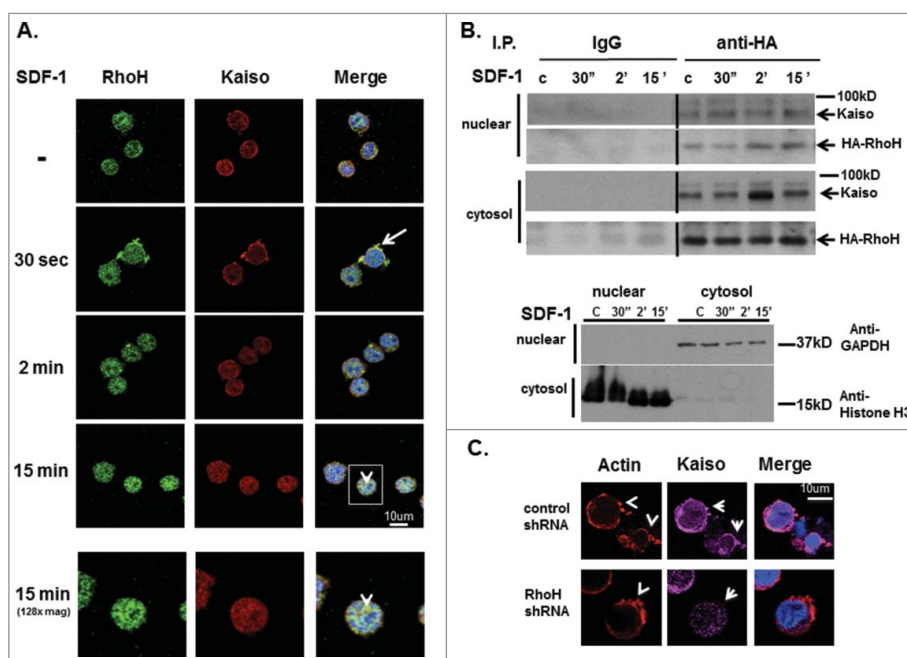 A.
SDF-1 RhoH Kaiso Merge
-
30 sec
2 min
15 min
10um
15 min
(128x mag)
B.
I.P. IgG anti-HA
SDF-1 c 30” 2’ 15 ’ c 30” 2’ 15 ’
nuclear
100kD
Kaiso
HA-RhoH
cytosol
100kD
Kaiso
HA-RhoH
nuclear cytosol
SDF-1 C 30” 2’ 15’ C 30” 2’ 15’
nuclear
37kD
Anti-
GAPDH
cytosol
15kD
Anti-
Histone H3
C.
Actin Kaiso Merge
control
shRNA
10um
RhoH
shRNA